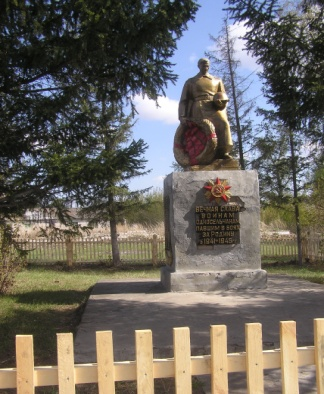 ВЕЧНАЯ СЛАВА
ВОИНАМ
ПАВШИМ В БОЯХ
ЗА РОДИНУ
1941-1945